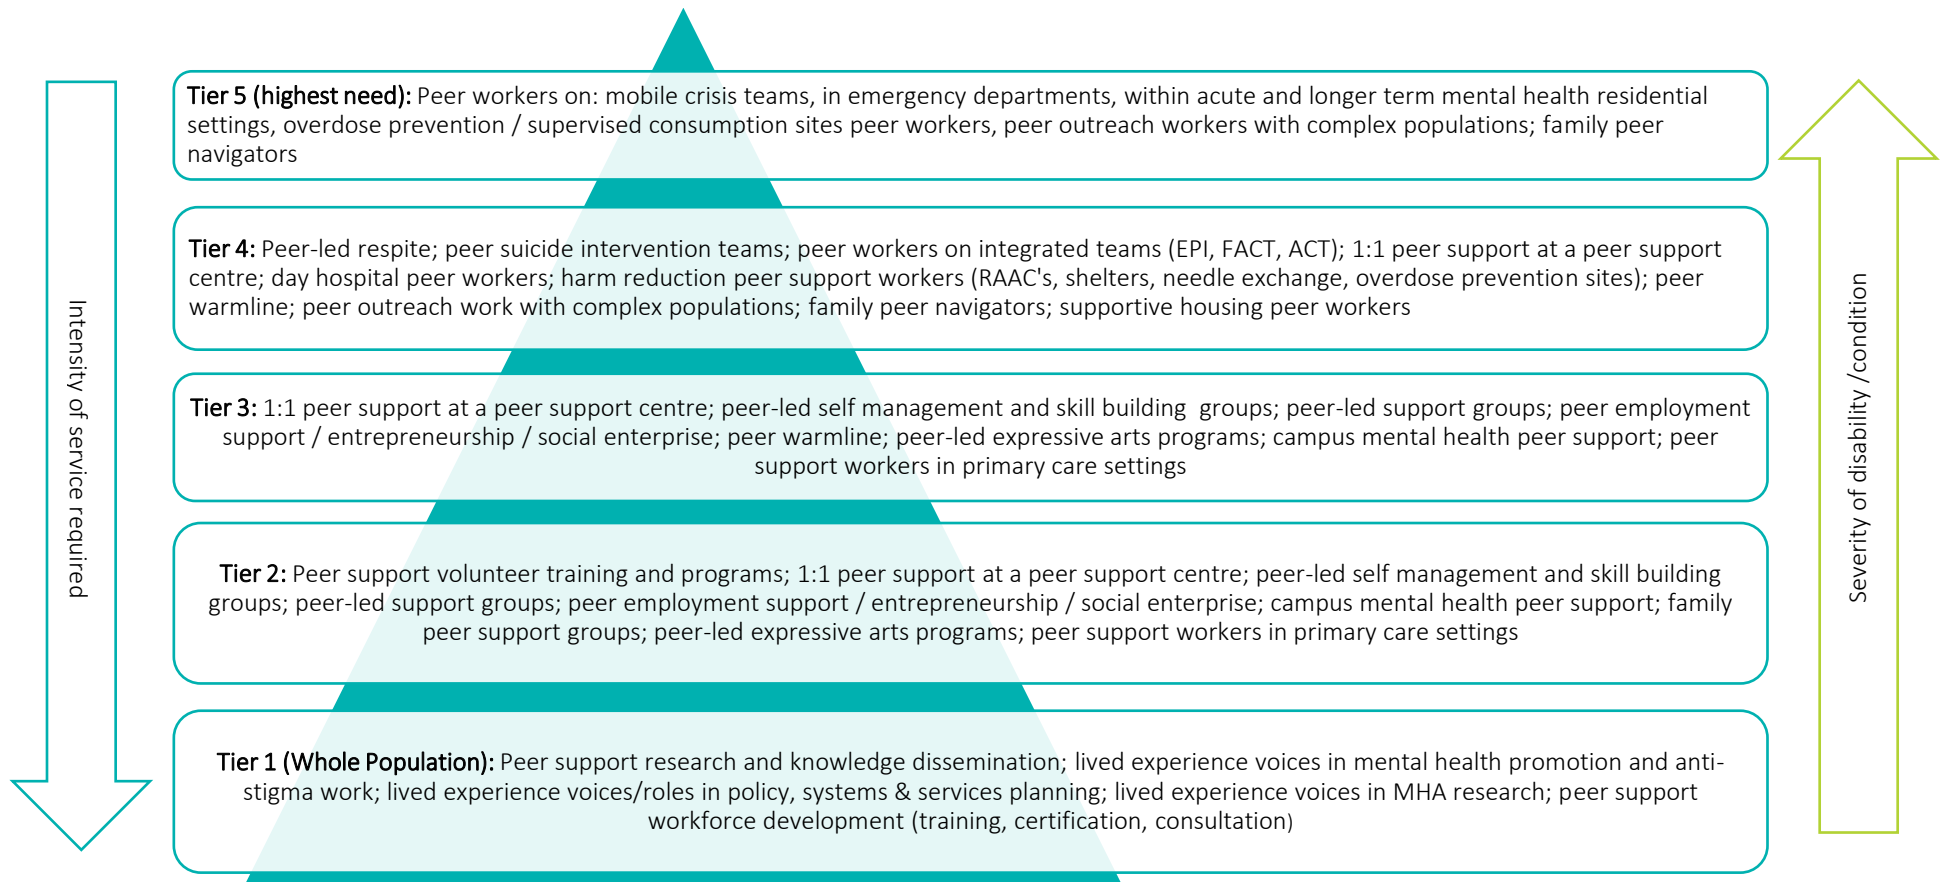 Tier 5 (highest need): Peer workers on: mobile crisis teams, in emergency departments, within acute and longer term mental health residential
settings, overdose prevention / supervised consumption sites peer workers, peer outreach workers with complex populations; family peer
navigators
Tier 4: Peer-led respite; peer suicide intervention teams; peer workers on integrated teams (EPI, FACT, ACT); 1:1 peer support at a peer support
centre; day hospital peer workers; harm reduction peer support workers (RAAC's, shelters, needle exchange, overdose prevention sites); peer
warmline; peer outreach work with complex populations; family peer navigators; supportive housing peer workers
Intensity of service required
Severity of disability /condition
Tier 3: 1:1 peer support at a peer support centre; peer-led self management and skill building groups; peer-led support groups; peer employment
support / entrepreneurship / social enterprise; peer warmline; peer-led expressive arts programs; campus mental health peer support; peer
support workers in primary care settings
Tier 2: Peer support volunteer training and programs; 1:1 peer support at a peer support centre; peer-led self management and skill building
groups; peer-led support groups; peer employment support / entrepreneurship / social enterprise; campus mental health peer support; family
peer support groups; peer-led expressive arts programs; peer support workers in primary care settings
Tier 1 (Whole Population): Peer support research and knowledge dissemination; lived experience voices in mental health promotion and anti-
stigma work; lived experience voices/roles in policy, systems & services planning; lived experience voices in MHA research; peer support
workforce development (training, certification, consultation)